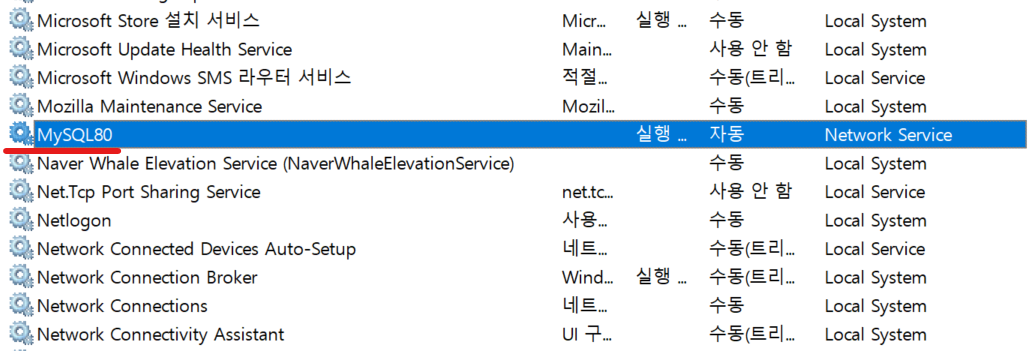 Microsoft Store 설치 서비스 Micr... 실행 ... 수동 Local System
Microsoft Update Health Service Main... 사용 안 함 Local System
Microsoft Windows SMS 라우터 서비스 적절... 수동(트리... Local Service
Mozilla Maintenance Service Mozil... 수동 Local System
MySQL80 실행 ... 자동 Network Service
Naver Whale Elevation Service (NaverWhaleElevationService) 수동 Local System
Net.Tcp Port Sharing Service net.tc... 사용 안 함 Local Service
Netlogon 사용... 수동 Local System
Network Connected Devices Auto-Setup 네트... 수동(트리... Local Service
Network Connection Broker Wind... 실행 ... 수동(트리... Local System
Network Connections 네트... 수동 Local System
Network Connectivity Assistant UI 구... 수동(트리... Local System